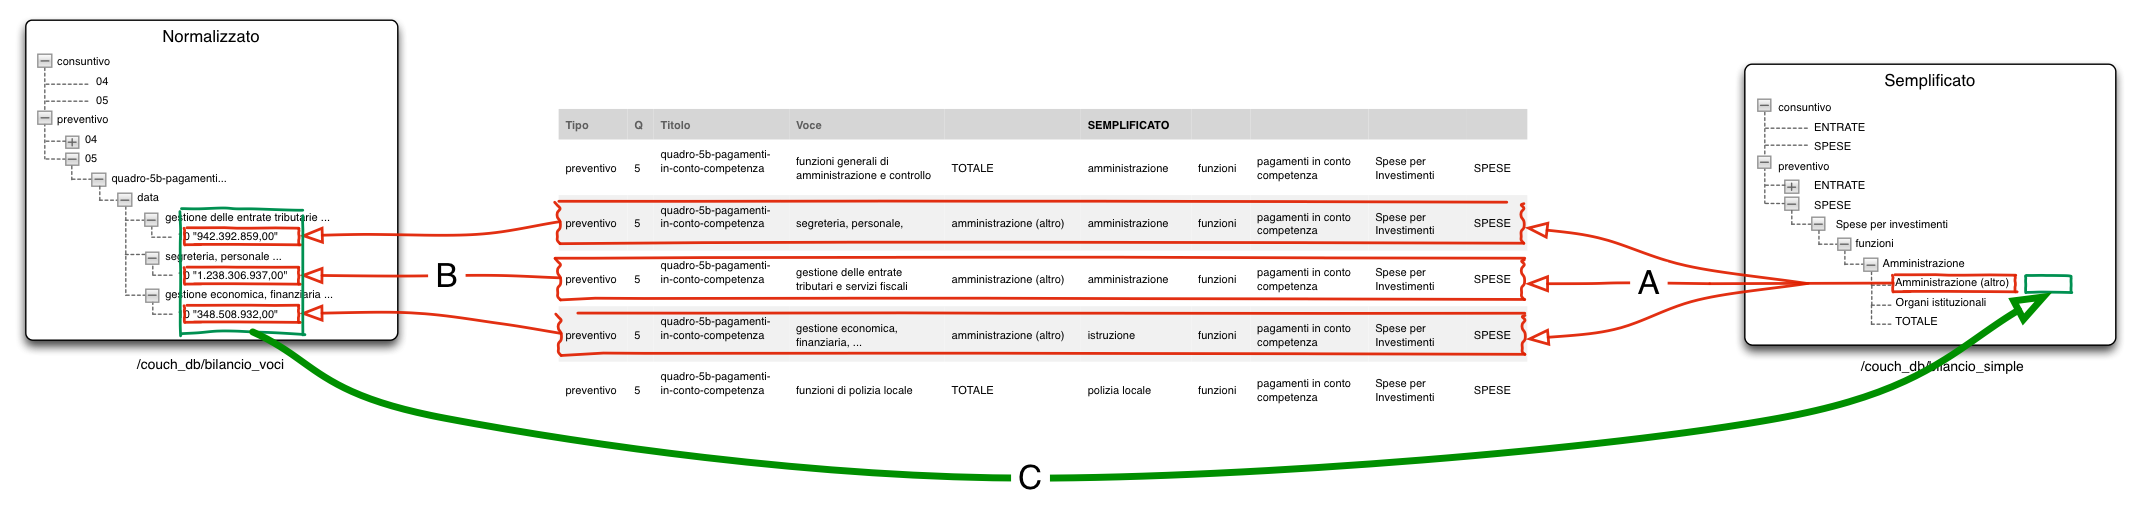 Normalizzato
consuntivo
04
05
preventivo
04
05
quadro-5b-pagamenti...
data
gestione delle entrate tributarie ...
0 "942.392.859,00"
segreteria, personale ...
0 "1.238.306.937,00"
gestione economica, finanziaria ...
0 "348.508.932,00"
/couch_db/bilancio_voci
B
Tipo Q Titolo Voce SEMPLIFICATO
preventivo 5 quadro-5b-pagamenti-in-conto-competenza funzioni generali di amministrazione e controllo TOTALE amministrazione funzioni pagamenti in conto competenza Spese per Investimenti SPESE
preventivo 5 quadro-5b-pagamenti-in-conto-competenza segreteria, personale, amministrazione (altro) amministrazione funzioni pagamenti in conto competenza Spese per Investimenti SPESE
preventivo 5 quadro-5b-pagamenti-in-conto-competenza gestione delle entrate tributari e servizi fiscali amministrazione (altro) amministrazione funzioni pagamenti in conto competenza Spese per Investimenti SPESE
preventivo 5 quadro-5b-pagamenti-in-conto-competenza gestione economica, finanziaria, ... amministrazione (altro) istruzione funzioni pagamenti in conto competenza Spese per Investimenti SPESE
preventivo 5 quadro-5b-pagamenti-in-conto-competenza funzioni di polizia locale TOTALE polizia locale funzioni pagamenti in conto competenza Spese per Investimenti SPESE
A
Semplificato
consuntivo
ENTRATE
SPESE
preventivo
ENTRATE
SPESE
Spese per investimenti
funzioni
Amministrazione
Amministrazione (altro)
Organi istituzionali
TOTALE
/couch_db/bilancio_simple
C